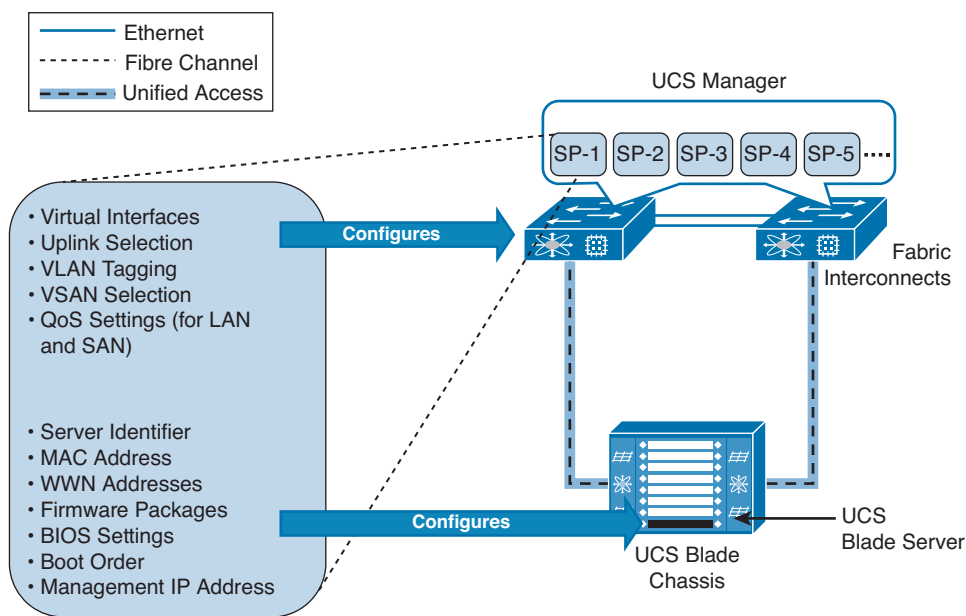 Ethernet
Fibre Channel
Unified Access
UCS Manager
SP-1 SP-2 SP-3 SP-4 SP-5
• Virtual Interfaces
• Uplink Selection
• VLAN Tagging
• VSAN Selection
• QoS Settings (for LAN
and SAN)
Configures
Fabric
Interconnects
• Server Identifier
• MAC Address
• WWN Addresses
• Firmware Packages
• BIOS Settings
• Boot Order
• Management IP Address
Configures
UCS
Blade Server
UCS Blade
Chassis